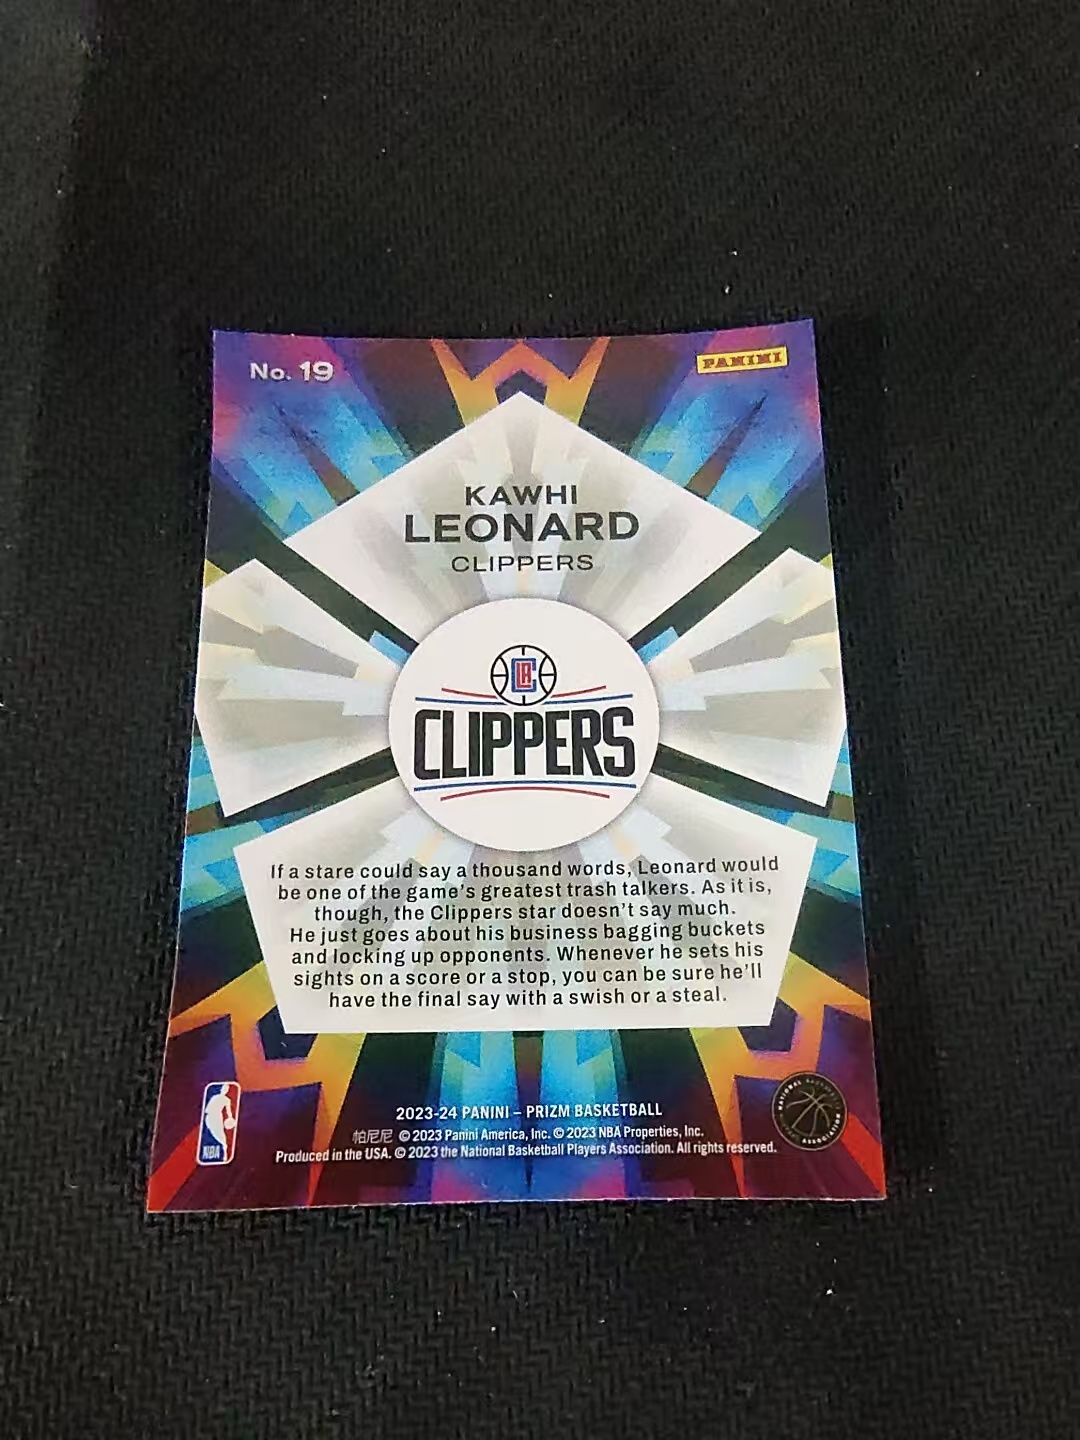 No. 19
PANINI
KAWHI
LEONARD
CLIPPERS
LA
CLIPPERS
If a stare could say a thousand words, Leonard would
be one of the game's greatest trash talkers. As it is,
though, the Clippers star doesn't say much.
He just goes about his business bagging buckets
and locking up opponents. Whenever he sets his
sights on a score or a stop, you can be sure he'll
have the final say with a swish or a steal.
2023-24 PANINI – PRIZM BASKETBALL
帕尼尼 © 2023 Panini America, Inc. © 2023 NBA Properties, Inc.
Produced in the USA. © 2023 the National Basketball Players Association. All rights reserved.
NBA
NATIONAL BASKETBALL
ASSOCIATION